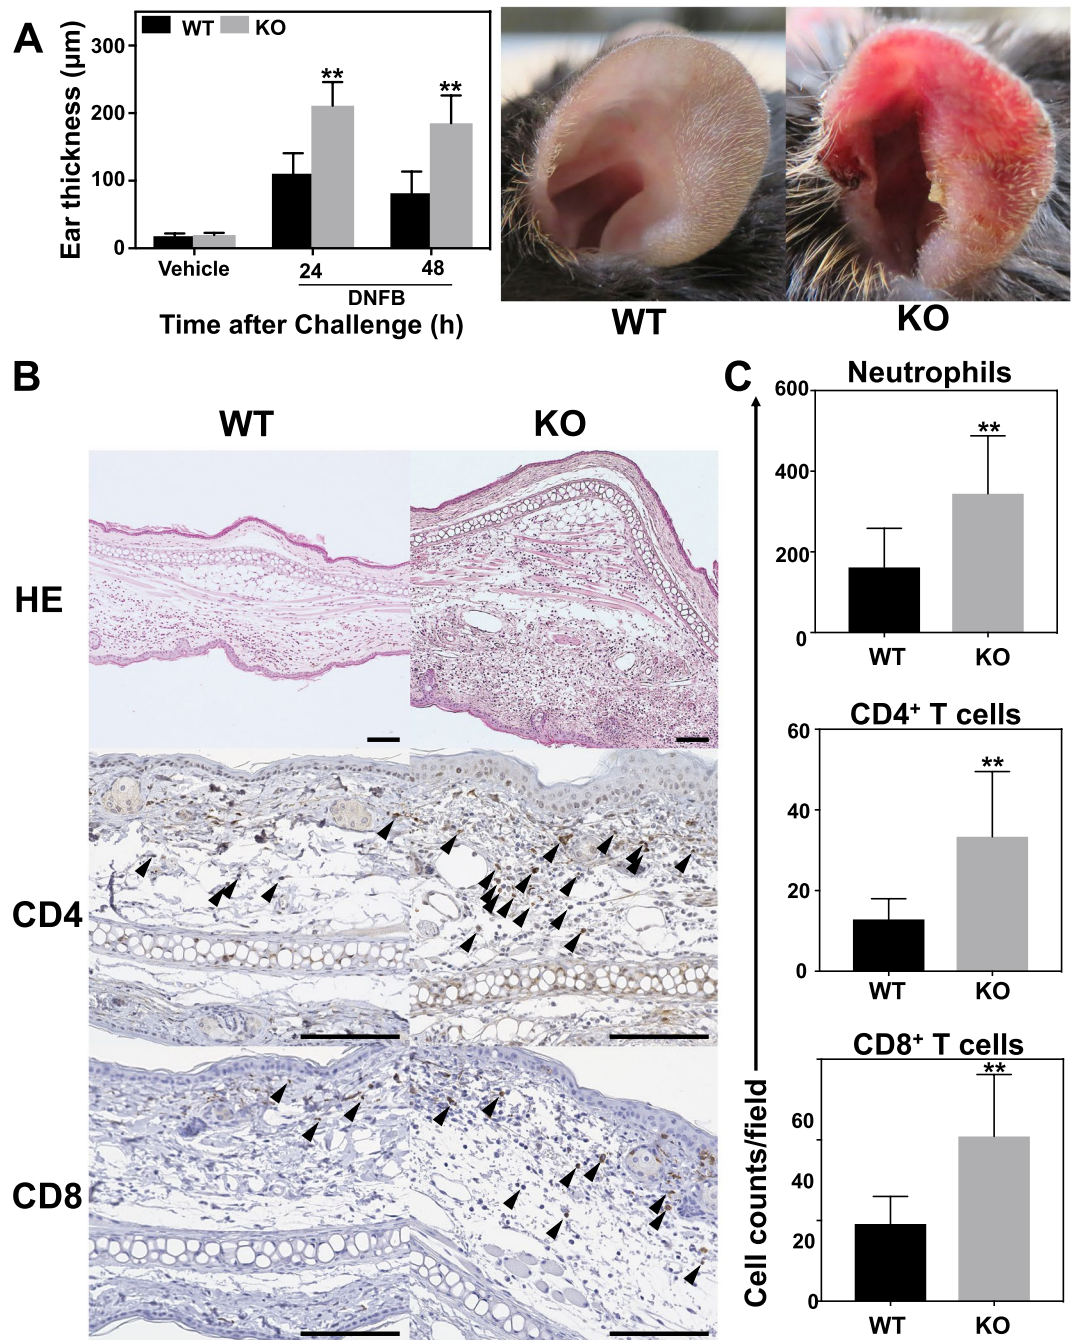 A
Ear thickness (μm)
WT KO
300
200
100
0
** **
Vehicle 24 48
DNFB
Time after Challenge (h)
WT KO
B
WT KO
HE
CD4
CD8
C
Cell counts/field
Neutrophils
600
400
200
0
**
WT KO
CD4+ T cells
60
40
20
0
**
WT KO
CD8+ T cells
60
40
20
0
**
WT KO